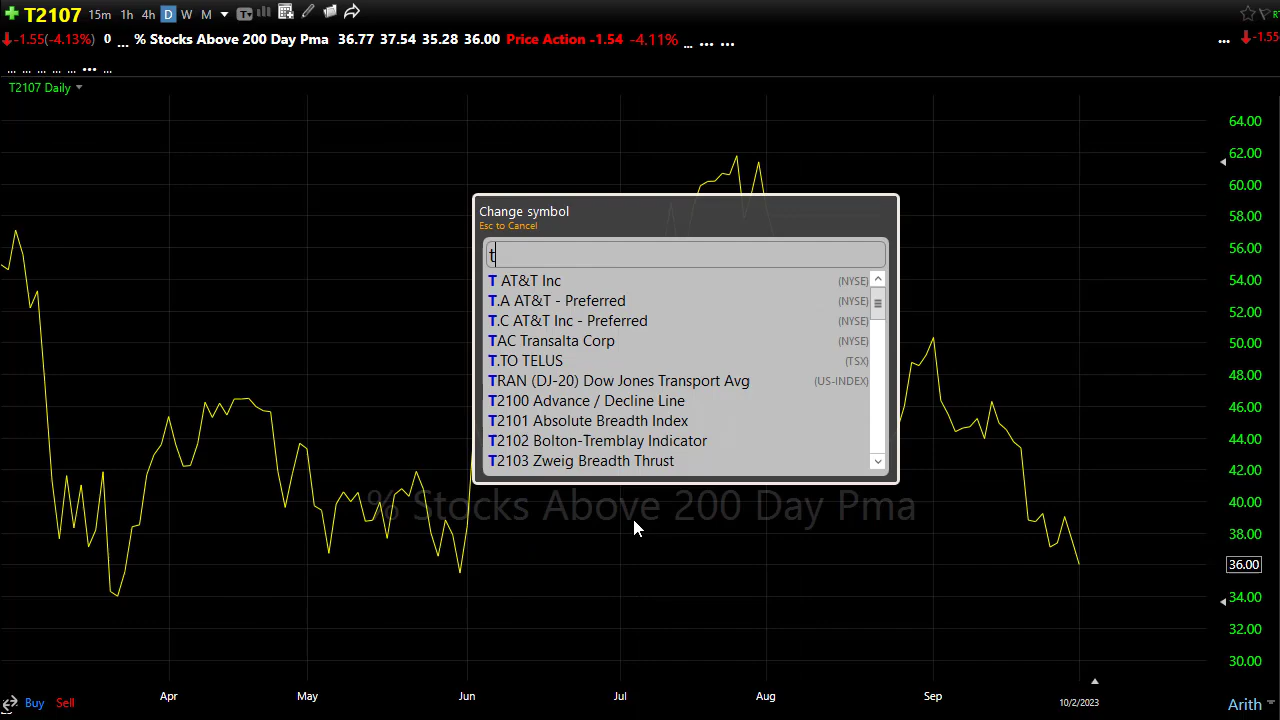 T2107 15m 1h 4h D W M
-1.55(-4.13%) 0 ... % Stocks Above 200 Day Pma 36.77 37.54 35.28 36.00 Price Action -1.54 -4.11% ... ... ... ... -1.55
... ... ... ... ... ... ...
T2107 Daily
64.00
62.00
60.00
58.00
56.00
54.00
52.00
50.00
48.00
46.00
44.00
42.00
40.00
38.00
36.00
34.00
32.00
30.00
Change symbol
Esc to Cancel
t
T AT&T Inc (NYSE)
T.A AT&T - Preferred (NYSE)
T.C AT&T Inc - Preferred (NYSE)
TAC Transalta Corp (NYSE)
T.TO TELUS (TSX)
TRAN (DJ-20) Dow Jones Transport Avg (US-INDEX)
T2100 Advance / Decline Line
T2101 Absolute Breadth Index
T2102 Bolton-Tremblay Indicator
T2103 Zweig Breadth Thrust
% Stocks Above 200 Day Pma
Apr May Jun Jul Aug Sep 10/2/2023
Buy Sell Arith